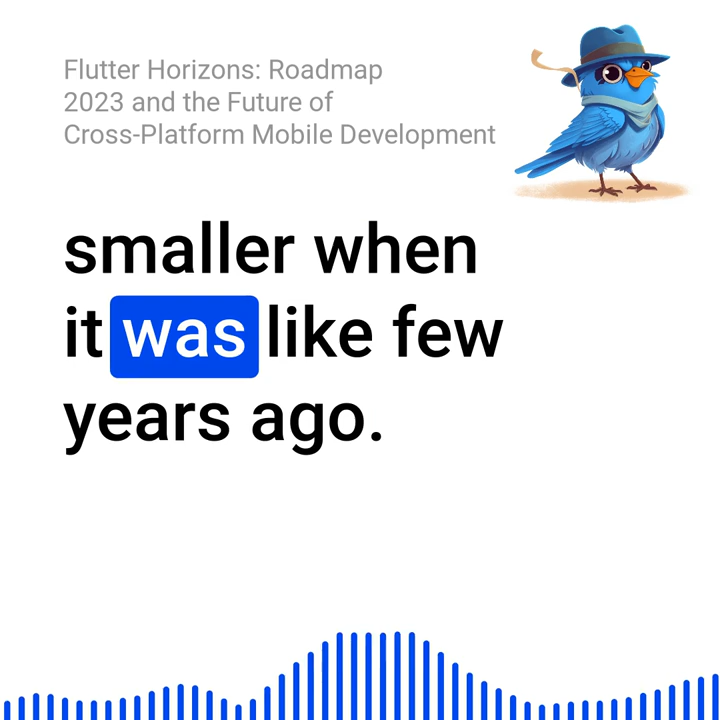 Flutter Horizons: Roadmap
2023 and the Future of
Cross-Platform Mobile Development
smaller when
it was like few
years ago.